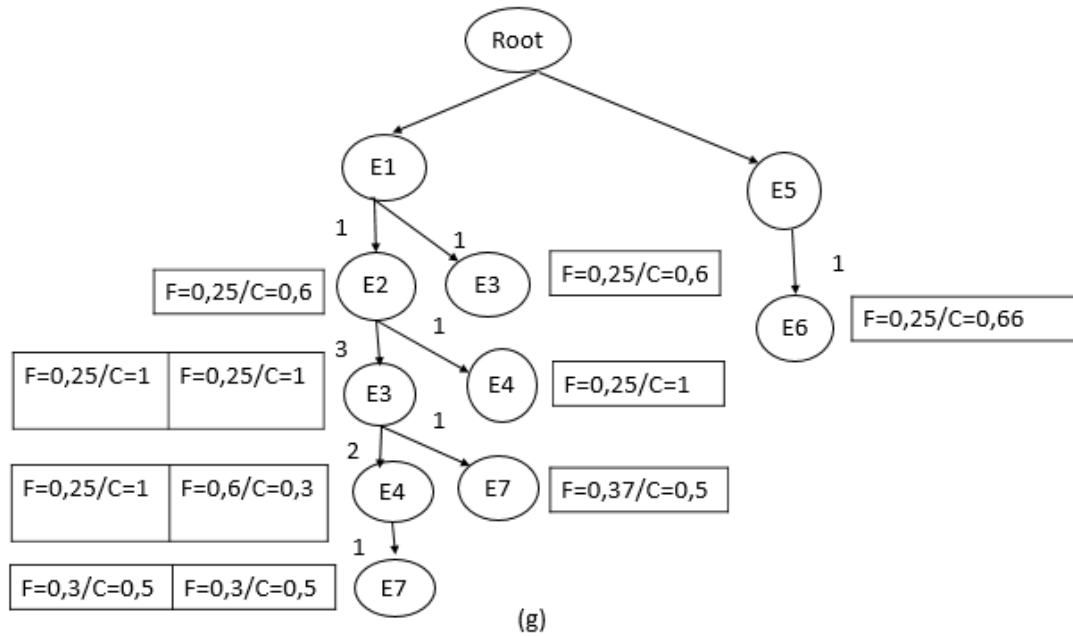 Root
E1
E5
1
1
1
F=0,25/C=0,6
E2
E3
F=0,25/C=0,6
E6
F=0,25/C=0,66
1
3
F=0,25/C=1
F=0,25/C=1
E3
E4
F=0,25/C=1
1
2
F=0,25/C=1
F=0,6/C=0,3
E4
E7
F=0,37/C=0,5
1
F=0,3/C=0,5
F=0,3/C=0,5
E7
(g)